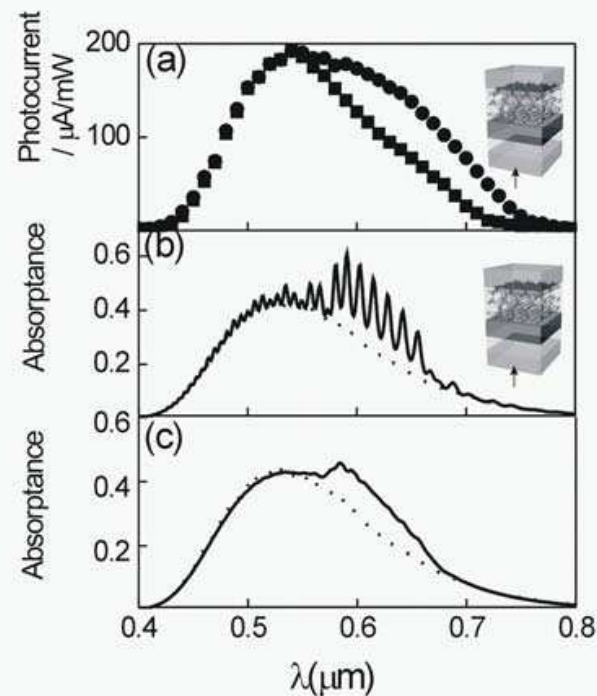 Photocurrent
/ μA/mW
200
100
(a)
Absorptance
0.6
0.4
0.2
(b)
Absorptance
0.6
0.4
0.2
(c)
0.4 0.5 0.6 0.7 0.8
λ(μm)